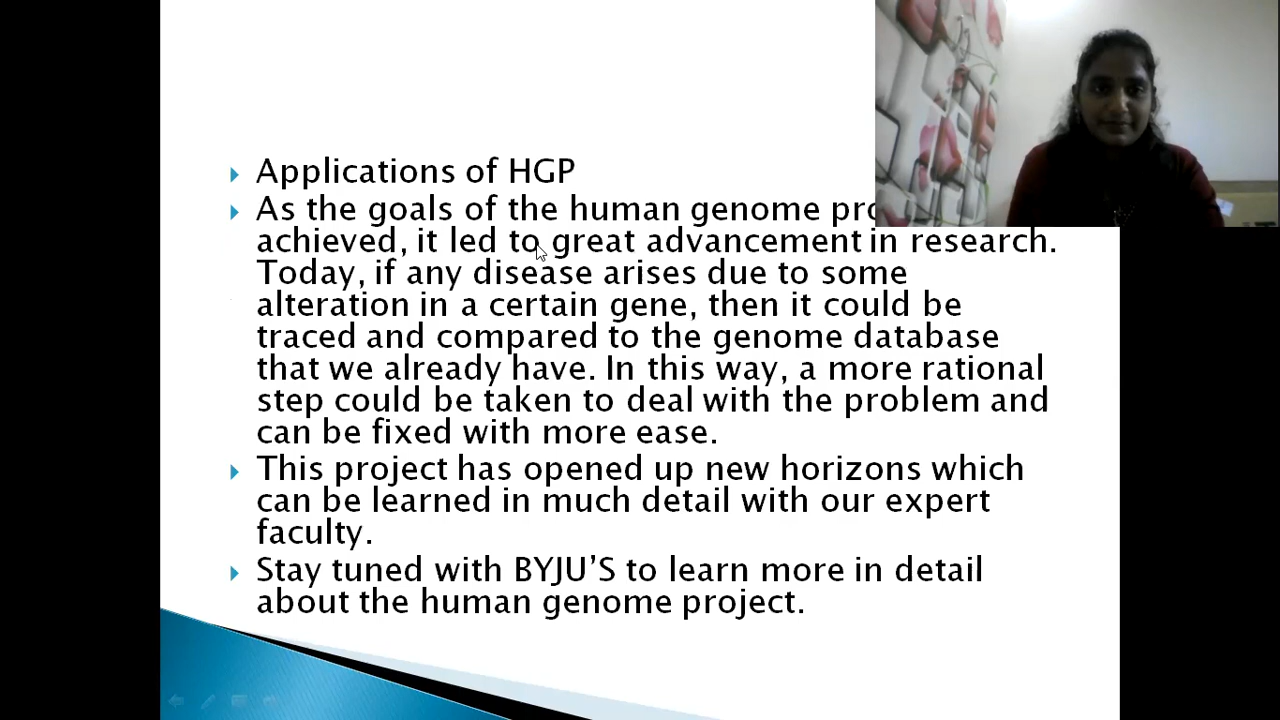 Applications of HGP
As the goals of the human genome
achieved, it led to great advancement in research.
Today, if any disease arises due to some
alteration in a certain gene, then it could be
traced and compared to the genome database
that we already have. In this way, a more rational
step could be taken to deal with the problem and
can be fixed with more ease.
This project has opened up new horizons which
can be learned in much detail with our expert
faculty.
Stay tuned with BYJU'S to learn more in detail
about the human genome project.